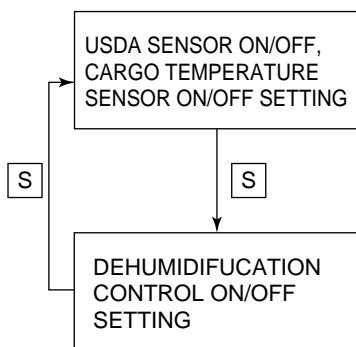 USDA SENSOR ON/OFF,
CARGO TEMPERATURE
SENSOR ON/OFF SETTING
S
S
DEHUMIDIFUCATION
CONTROL ON/OFF
SETTING